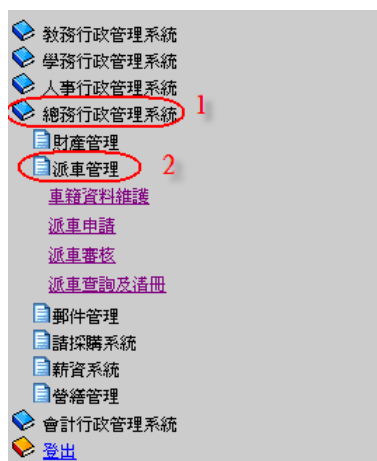 教務行政管理系統
學務行政管理系統
人事行政管理系統
總務行政管理系統 1
財產管理
派車管理 2
車籍資料維護
派車申請
派車審核
派車查詢及清冊
郵件管理
請採購系統
薪資系統
營繕管理
會計行政管理系統
登出